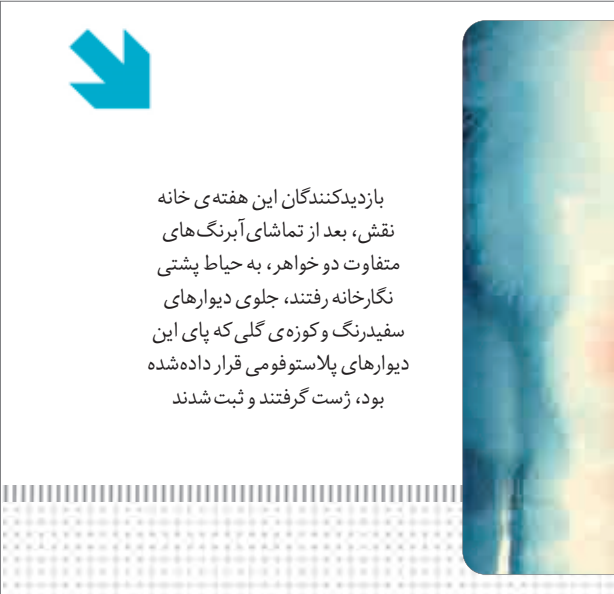 بازدیدکنندگان این هفته‌ی خانه
نقش، بعد از تماشای آبرنگ‌های
متفاوت دو خواهر، به حیاط پشتی
نگارخانه رفتند، جلوی دیوارهای
سفیدرنگ و کوزه‌ی گلی که پای این
دیوارهای پلاستوفومی قرار داده‌شده
بود، ژست گرفتند و ثبت شدند